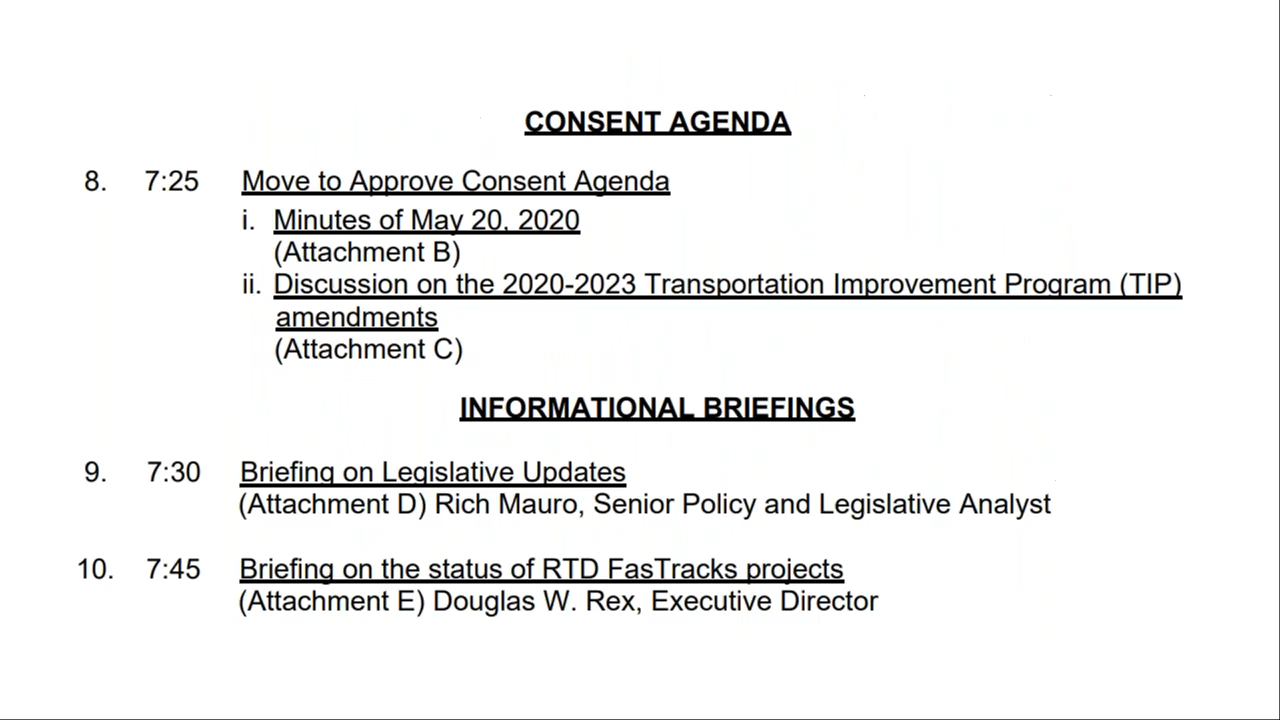 CONSENT AGENDA
8. 7:25 Move to Approve Consent Agenda
i. Minutes of May 20, 2020
(Attachment B)
ii. Discussion on the 2020-2023 Transportation Improvement Program (TIP)
amendments
(Attachment C)
INFORMATIONAL BRIEFINGS
9. 7:30 Briefing on Legislative Updates
(Attachment D) Rich Mauro, Senior Policy and Legislative Analyst
10. 7:45 Briefing on the status of RTD FasTracks projects
(Attachment E) Douglas W. Rex, Executive Director